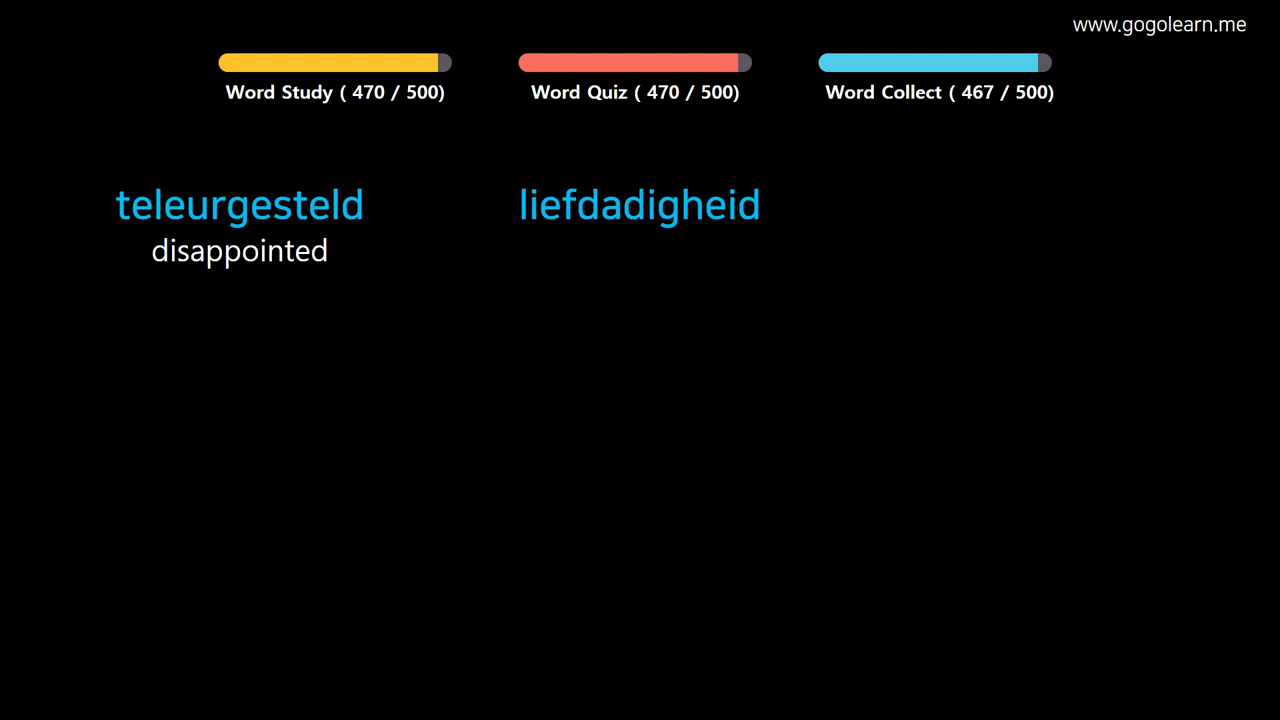 www.gogolearn.me
Word Study ( 470 / 500)
Word Quiz ( 470 / 500)
Word Collect ( 467 / 500)
teleurgesteld
disappointed
liefdadigheid